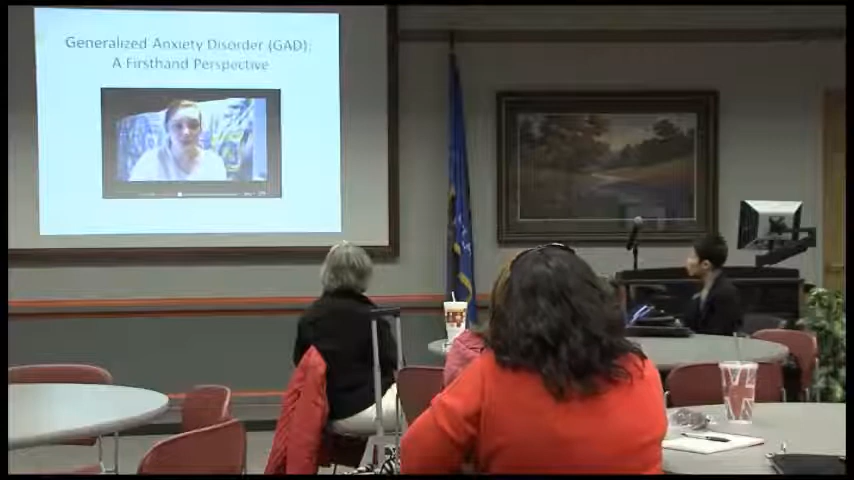 Generalized Anxiety Disorder (GAD):
A Firsthand Perspective